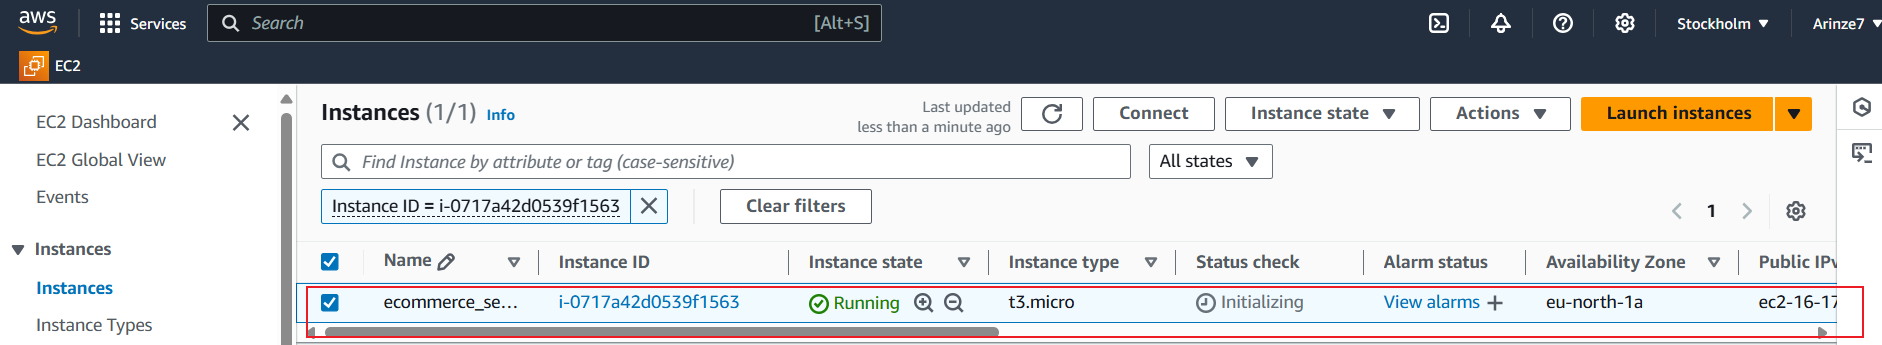 aws
Services
Search
[Alt+S]
Stockholm
Arinze7
EC2
EC2 Dashboard
EC2 Global View
Events
Instances
Instances
Instance Types
Instances (1/1) Info
Last updated
less than a minute ago
Connect
Instance state
Actions
Launch instances
Find Instance by attribute or tag (case-sensitive)
All states
Instance ID = i-0717a42d0539f1563
Clear filters
1
Name Instance ID Instance state Instance type Status check Alarm status Availability Zone Public IPv
ecommerce_se... i-0717a42d0539f1563 Running t3.micro Initializing View alarms + eu-north-1a ec2-16-17